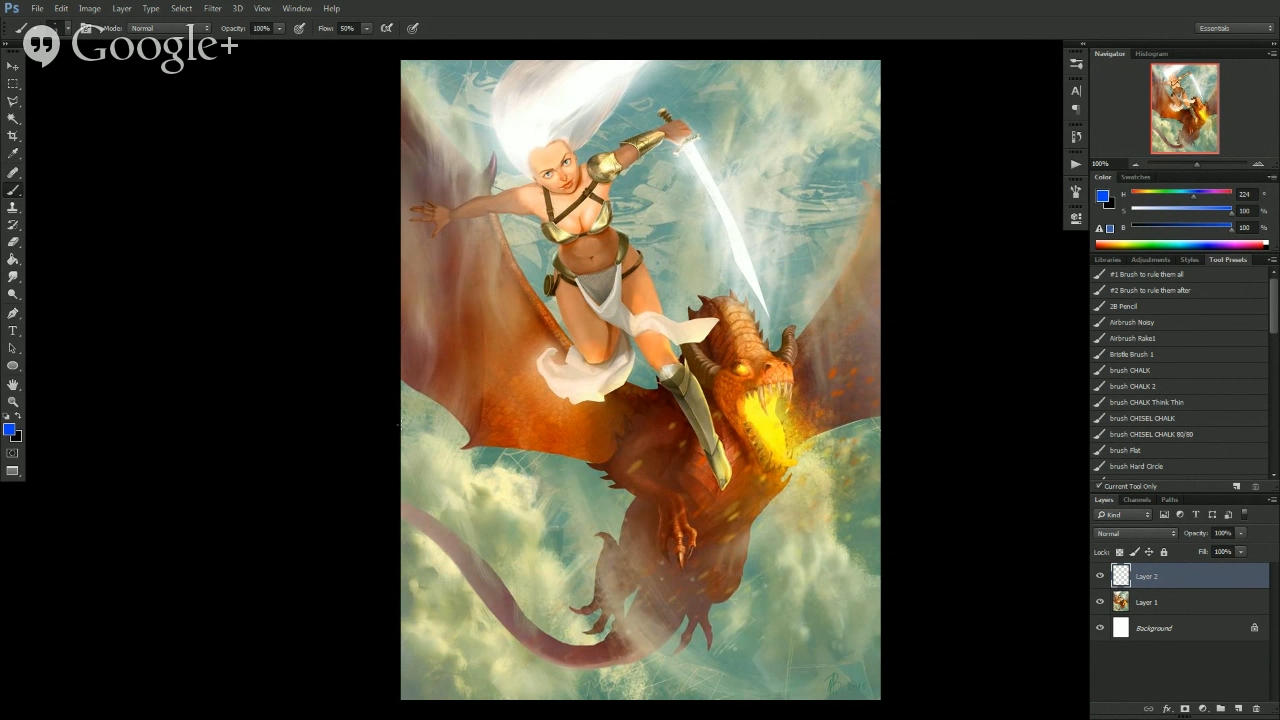 Ps File Edit Image Layer Type Select Filter 3D View Window Help
Mode: Normal Opacity: 100% Flow: 50% Essentials
Google+
Navigator Histogram
100%
Color Swatches
H 224 °
S 100 %
B 100 %
Libraries Adjustments Styles Tool Presets
#1 Brush to rule them all
#2 Brush to rule them after
2B Pencil
Airbrush Noisy
Airbrush Rake1
Bristle Brush 1
brush CHALK
brush CHALK 2
brush CHALK Think Thin
brush CHISEL CHALK
brush CHISEL CHALK 80/80
brush Flat
brush Hard Circle
Current Tool Only
Layers Channels Paths
Kind
Normal Opacity: 100%
Lock: Fill: 100%
Layer 2
Layer 1
Background